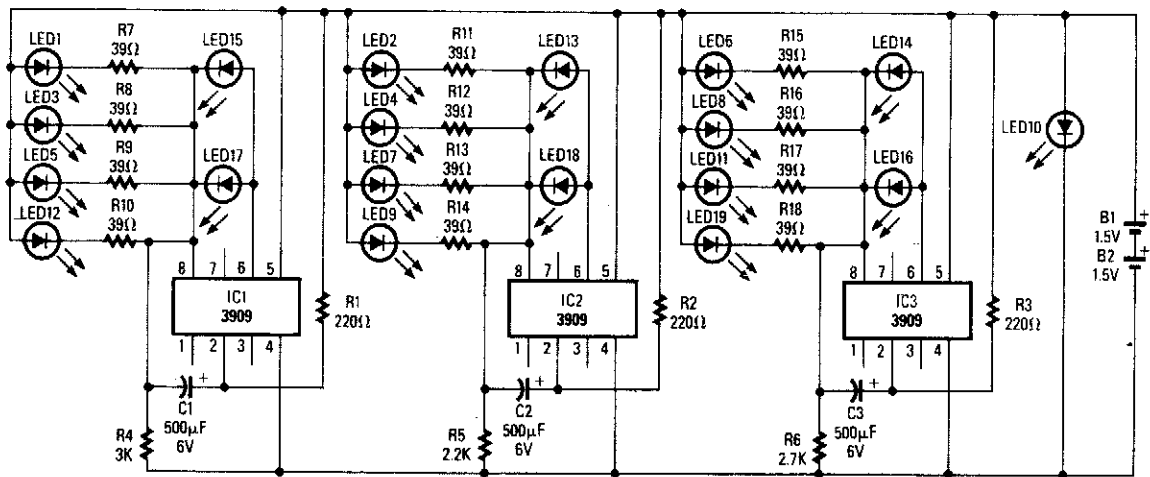 R7 R11 R15
LED1 39Ω LED15 LED2 39Ω LED13 LED6 39Ω LED14
R8 R12 R16
LED3 39Ω LED4 39Ω LED8 39Ω
LED10
R9 R13 R17
LED5 39Ω LED17 LED7 39Ω LED18 LED11 39Ω LED16
R10 R14 R18
LED12 39Ω LED9 39Ω LED19 39Ω
B1 +
1.5V
B2 +
1.5V
8 7 6 5 8 7 6 5 8 7 6 5
IC1 R1 IC2 R2 IC3 R3
3909 220Ω 3909 220Ω 3909 220Ω
1 2 3 4 1 2 3 4 1 2 3 4
+ + +
C1 C2 C3
R4 500µF R5 500µF R6 500µF
3K 6V 2.2K 6V 2.7K 6V